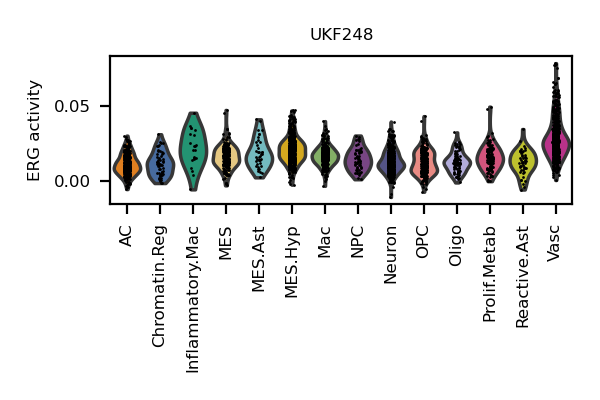 UKF248
ERG activity
0.05
0.00
AC
Chromatin.Reg
Inflammatory.Mac
MES
MES.Ast
MES.Hyp
Mac
NPC
Neuron
OPC
Oligo
Prolif.Metab
Reactive.Ast
Vasc